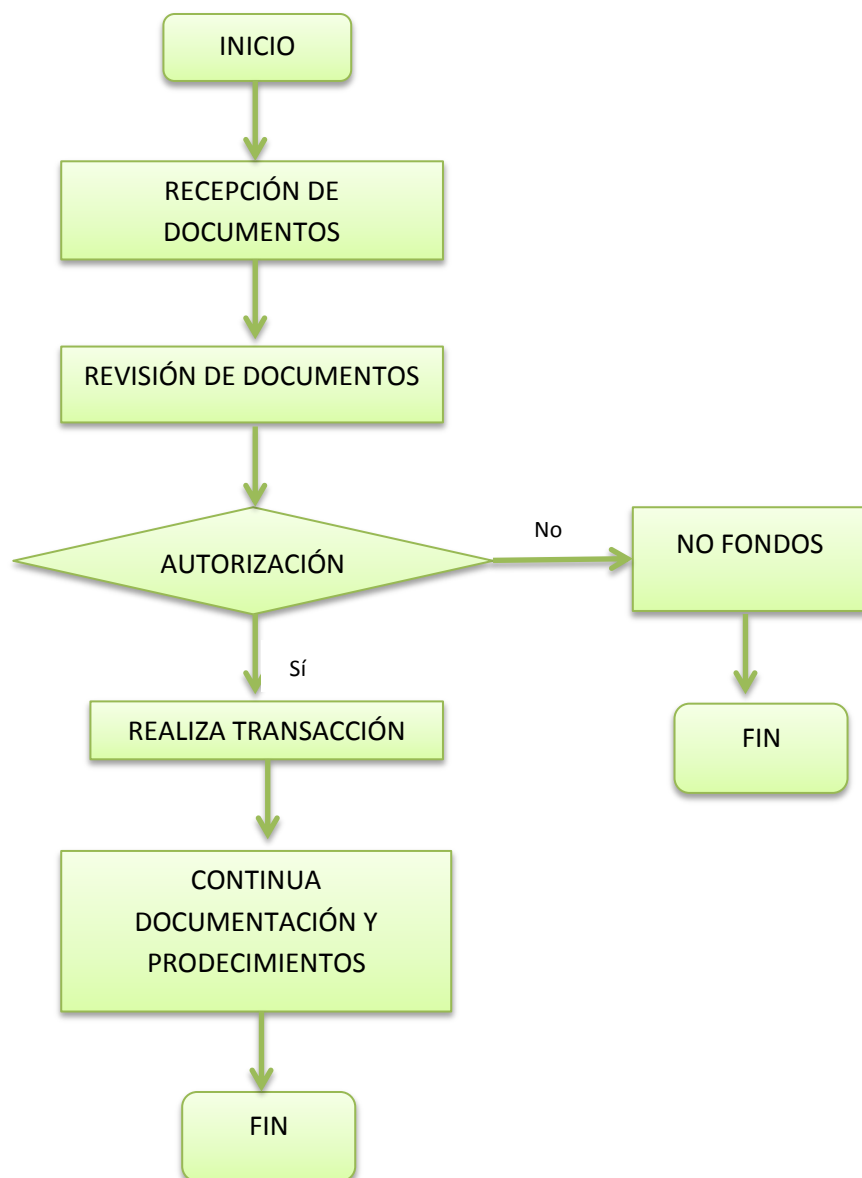 INICIO
RECEPCIÓN DE
DOCUMENTOS
REVISIÓN DE DOCUMENTOS
AUTORIZACIÓN
No
NO FONDOS
FIN
Sí
REALIZA TRANSACCIÓN
CONTINUA
DOCUMENTACIÓN Y
PRODECIMIENTOS
FIN